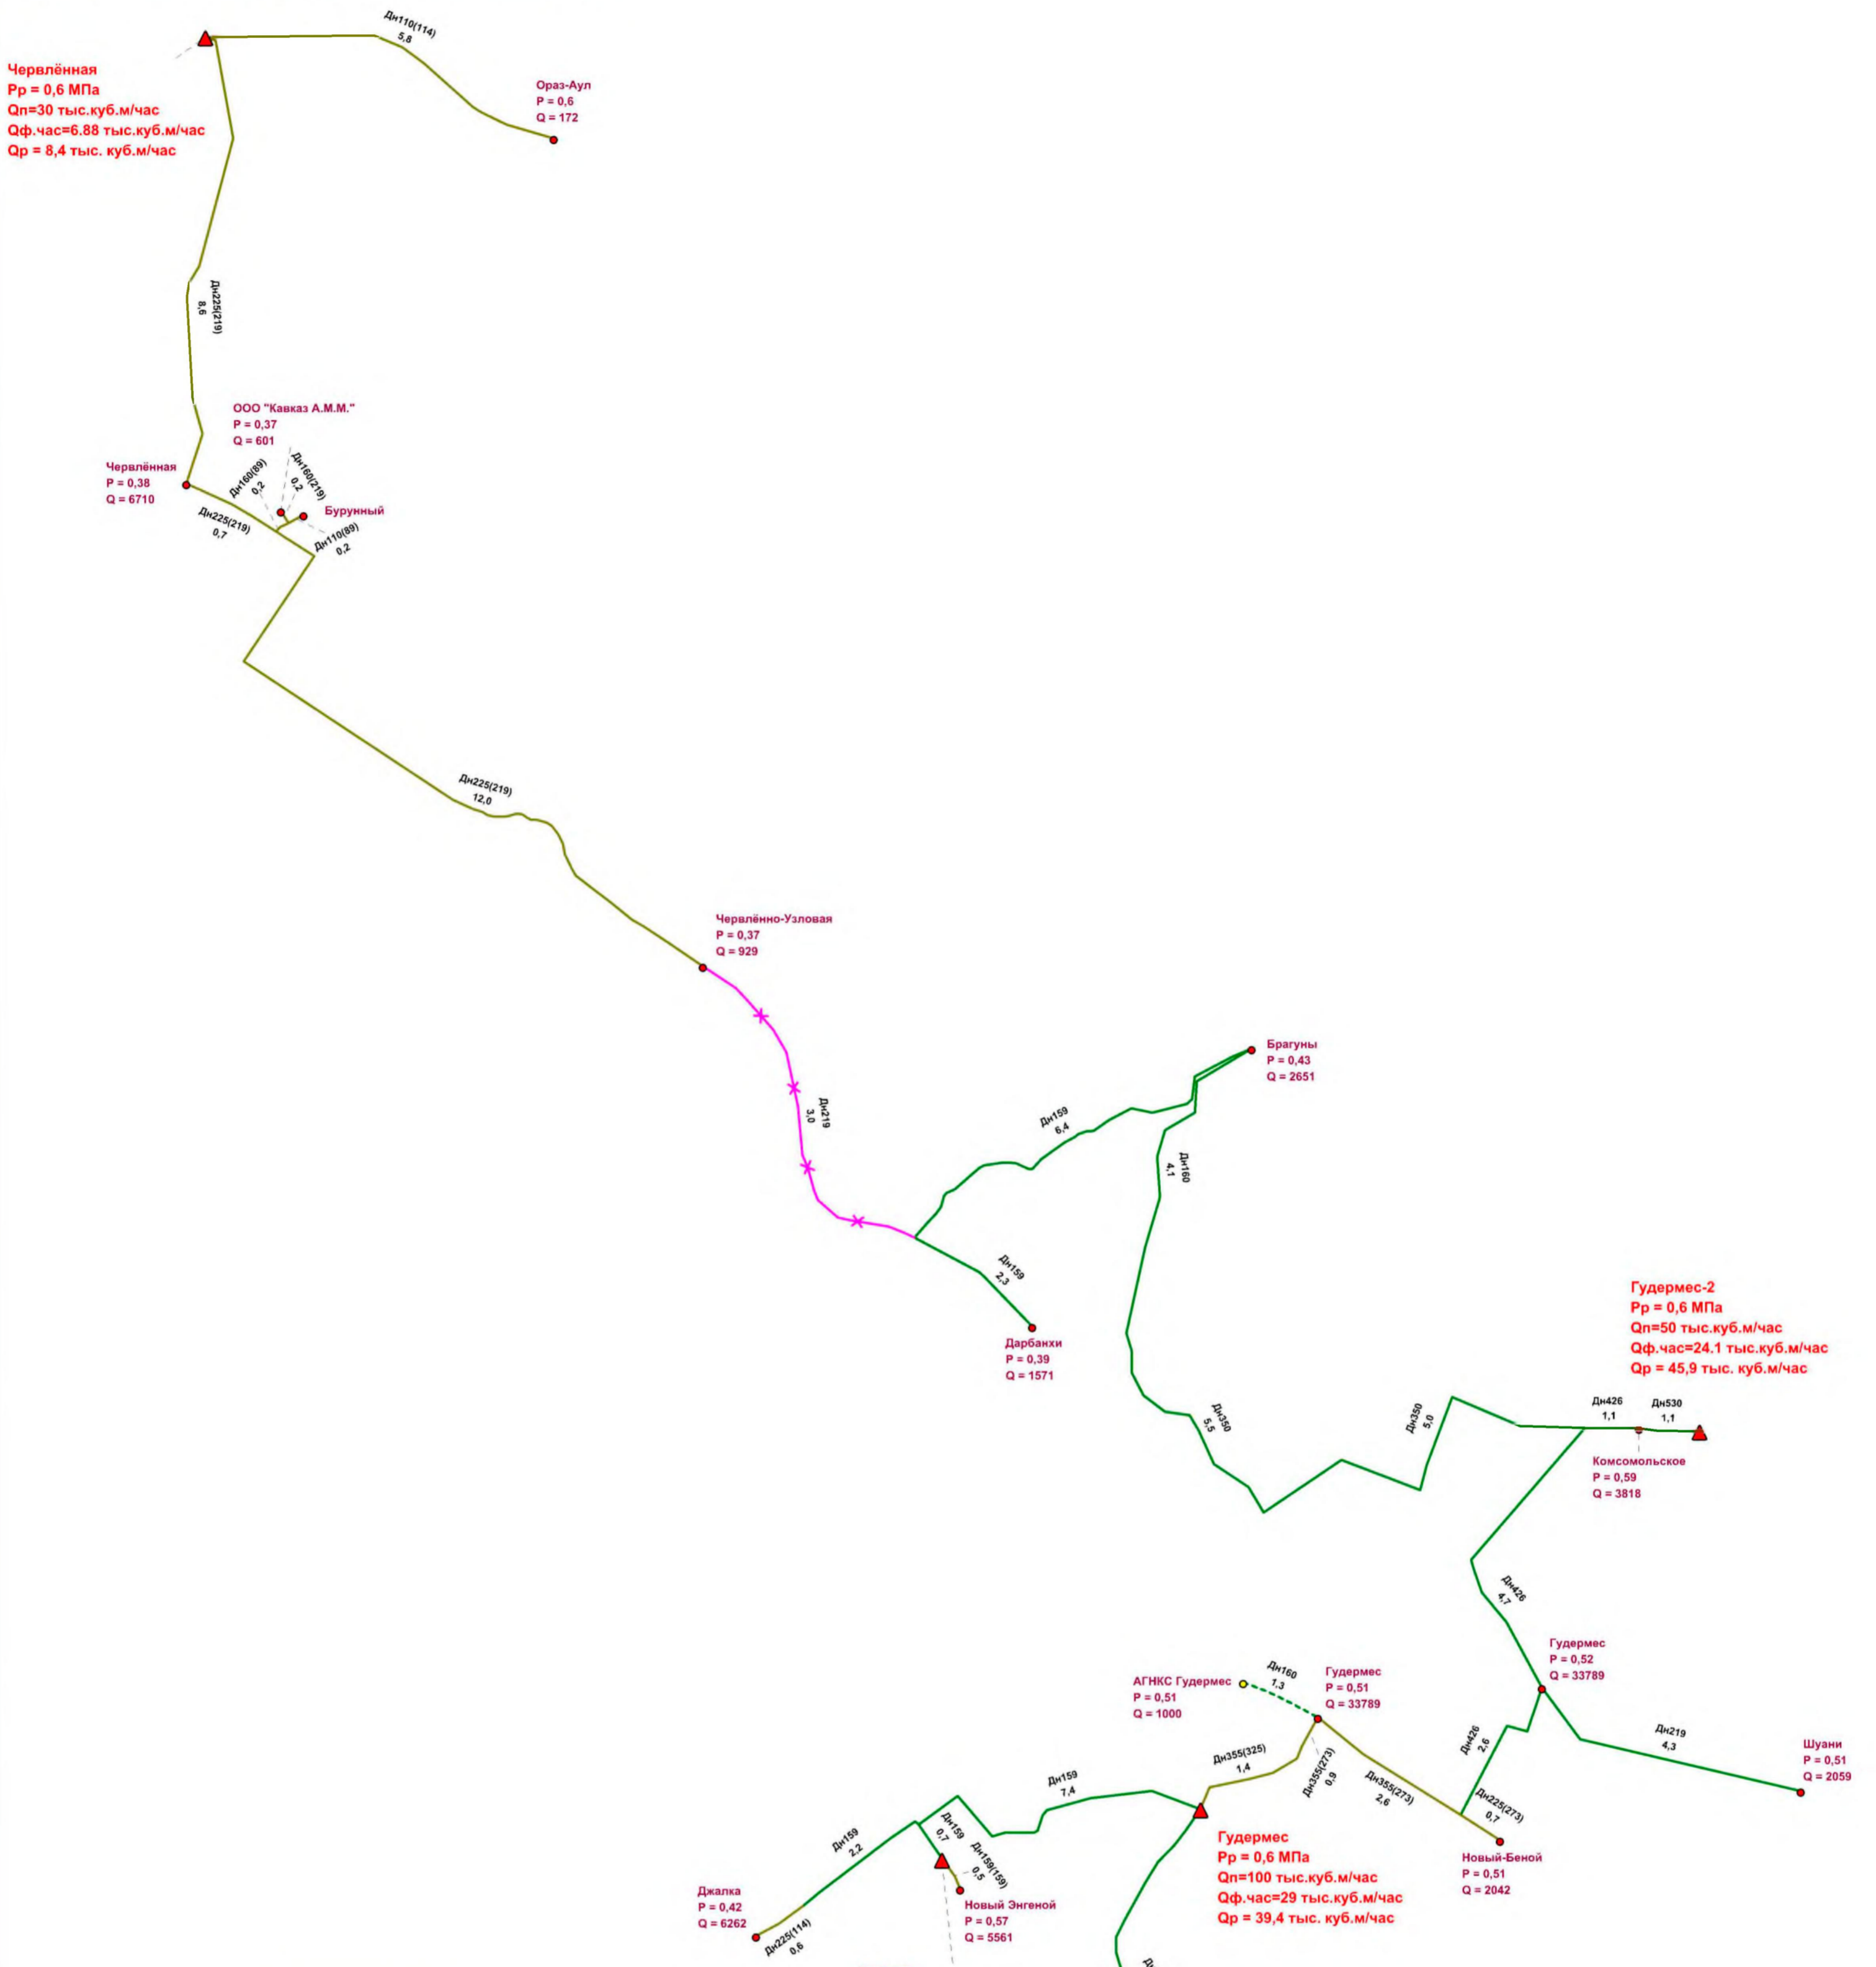 Дн110(114)
5,8
Червлённая
Рр = 0,6 МПа
Qп=30 тыс.куб.м/час
Qф.час=6.88 тыс.куб.м/час
Qр = 8,4 тыс. куб.м/час
Ораз-Аул
P = 0,6
Q = 172
Дн225(219)
8,6
ООО "Кавказ А.М.М."
P = 0,37
Q = 601
Червлённая
P = 0,38
Q = 6710
Дн160(89)
0,2
Дн160(219)
0,2
Бурунный
Дн225(219)
0,7
Дн110(89)
0,2
Дн225(219)
12,0
Червлённо-Узловая
P = 0,37
Q = 929
Дн219
3,0
Брагуны
P = 0,43
Q = 2651
Дн159
6,4
Дн160
4,1
Дн159
2,3
Дарбанхи
P = 0,39
Q = 1571
Гудермес-2
Рр = 0,6 МПа
Qп=50 тыс.куб.м/час
Qф.час=24.1 тыс.куб.м/час
Qр = 45,9 тыс. куб.м/час
Дн350
5,5
Дн350
5,0
Дн426
1,1
Дн530
1,1
Комсомольское
P = 0,59
Q = 3818
Дн426
4,7
Гудермес
P = 0,52
Q = 33789
АГНКС Гудермес
P = 0,51
Q = 1000
Дн160
1,3
Гудермес
P = 0,51
Q = 33789
Дн426
2,6
Дн219
4,3
Шуани
P = 0,51
Q = 2059
Дн355(325)
1,4
Дн355(273)
0,9
Дн355(273)
2,6
Дн225(273)
0,7
Дн159
7,4
Дн159
2,2
Дн159
0,7
Дн159(159)
0,5
Гудермес
Рр = 0,6 МПа
Qп=100 тыс.куб.м/час
Qф.час=29 тыс.куб.м/час
Qр = 39,4 тыс. куб.м/час
Новый-Беной
P = 0,51
Q = 2042
Джалка
P = 0,42
Q = 6262
Дн225(114)
0,6
Новый Энгеной
P = 0,57
Q = 5561